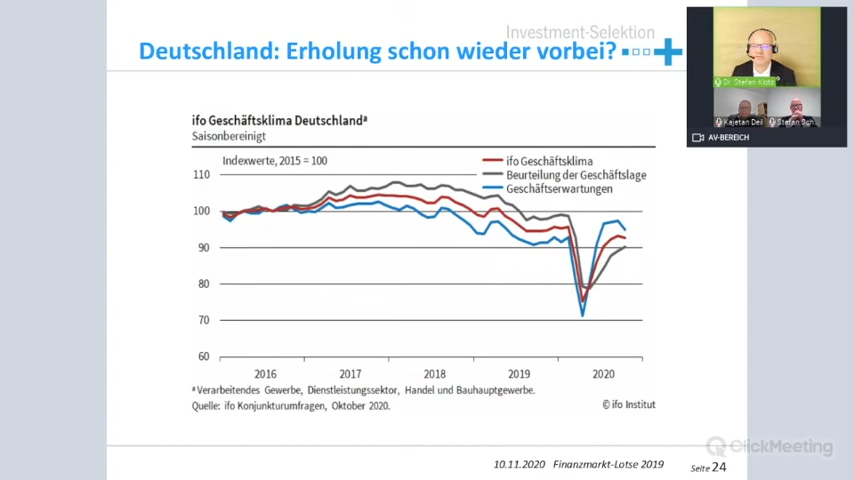 Investment-Selektion
Deutschland: Erholung schon wieder vorbei?
ifo Geschäftsklima Deutschlandª
Saisonbereinigt
Indexwerte, 2015 = 100
ifo Geschäftsklima
Beurteilung der Geschäftslage
Geschäftserwartungen
110
100
90
80
70
60
2016
2017
2018
2019
2020
ª Verarbeitendes Gewerbe, Dienstleistungssektor, Handel und Bauhauptgewerbe.
Quelle: ifo Konjunkturumfragen, Oktober 2020.
© ifo Institut
10.11.2020 Finanzmarkt-Lotse 2019
Seite 24
Dr. Stefan Klotz
Kajetan Deil
Stefan Sch...
AV-BEREICH
ClickMeeting